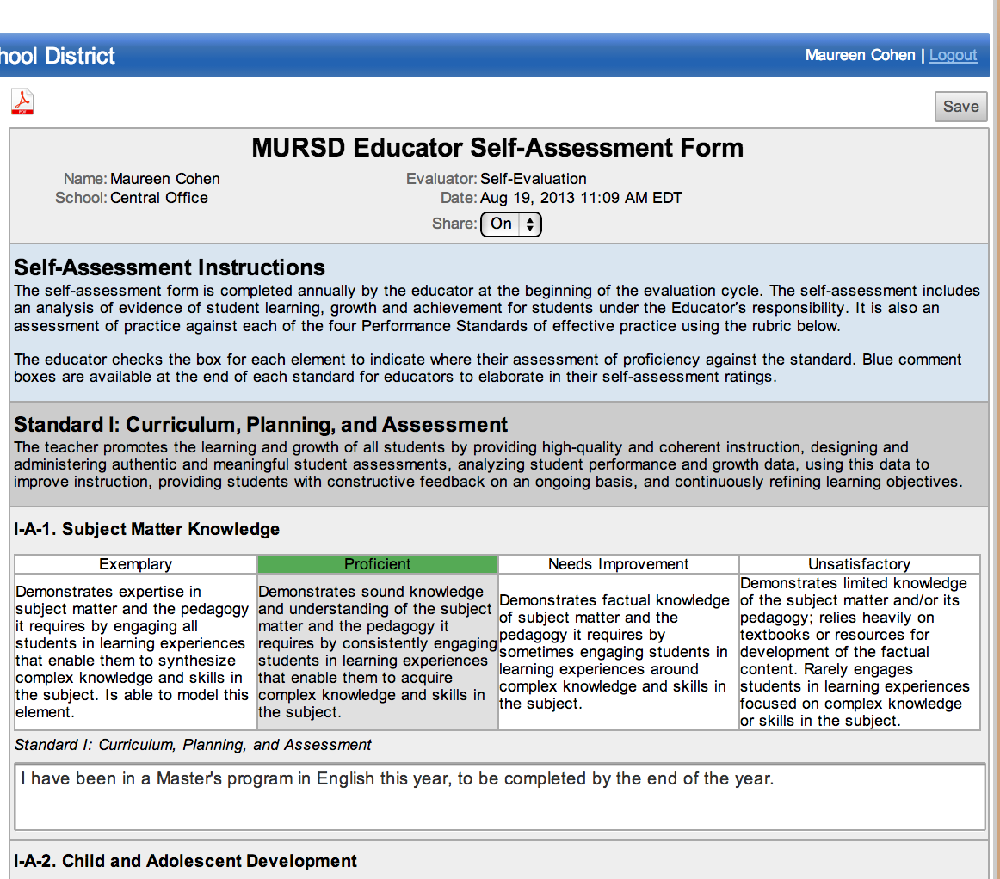 hool District
Maureen Cohen | Logout
PDF
Save
MURSD Educator Self-Assessment Form
Name: Maureen Cohen
Evaluator: Self-Evaluation
School: Central Office
Date: Aug 19, 2013 11:09 AM EDT
Share: On
Self-Assessment Instructions
The self-assessment form is completed annually by the educator at the beginning of the evaluation cycle. The self-assessment includes
an analysis of evidence of student learning, growth and achievement for students under the Educator's responsibility. It is also an
assessment of practice against each of the four Performance Standards of effective practice using the rubric below.
The educator checks the box for each element to indicate where their assessment of proficiency against the standard. Blue comment
boxes are available at the end of each standard for educators to elaborate in their self-assessment ratings.
Standard I: Curriculum, Planning, and Assessment
The teacher promotes the learning and growth of all students by providing high-quality and coherent instruction, designing and
administering authentic and meaningful student assessments, analyzing student performance and growth data, using this data to
improve instruction, providing students with constructive feedback on an ongoing basis, and continuously refining learning objectives.
I-A-1. Subject Matter Knowledge
Exemplary
Demonstrates expertise in
subject matter and the pedagogy
it requires by engaging all
students in learning experiences
that enable them to synthesize
complex knowledge and skills in
the subject. Is able to model this
element.
Proficient
Demonstrates sound knowledge
and understanding of the subject
matter and the pedagogy it
requires by consistently engaging
students in learning experiences
that enable them to acquire
complex knowledge and skills in
the subject.
Needs Improvement
Demonstrates factual knowledge
of subject matter and the
pedagogy it requires by
sometimes engaging students in
learning experiences around
complex knowledge and skills in
the subject.
Unsatisfactory
Demonstrates limited knowledge
of the subject matter and/or its
pedagogy; relies heavily on
textbooks or resources for
development of the factual
content. Rarely engages
students in learning experiences
focused on complex knowledge
or skills in the subject.
Standard I: Curriculum, Planning, and Assessment
I have been in a Master's program in English this year, to be completed by the end of the year.
I-A-2. Child and Adolescent Development